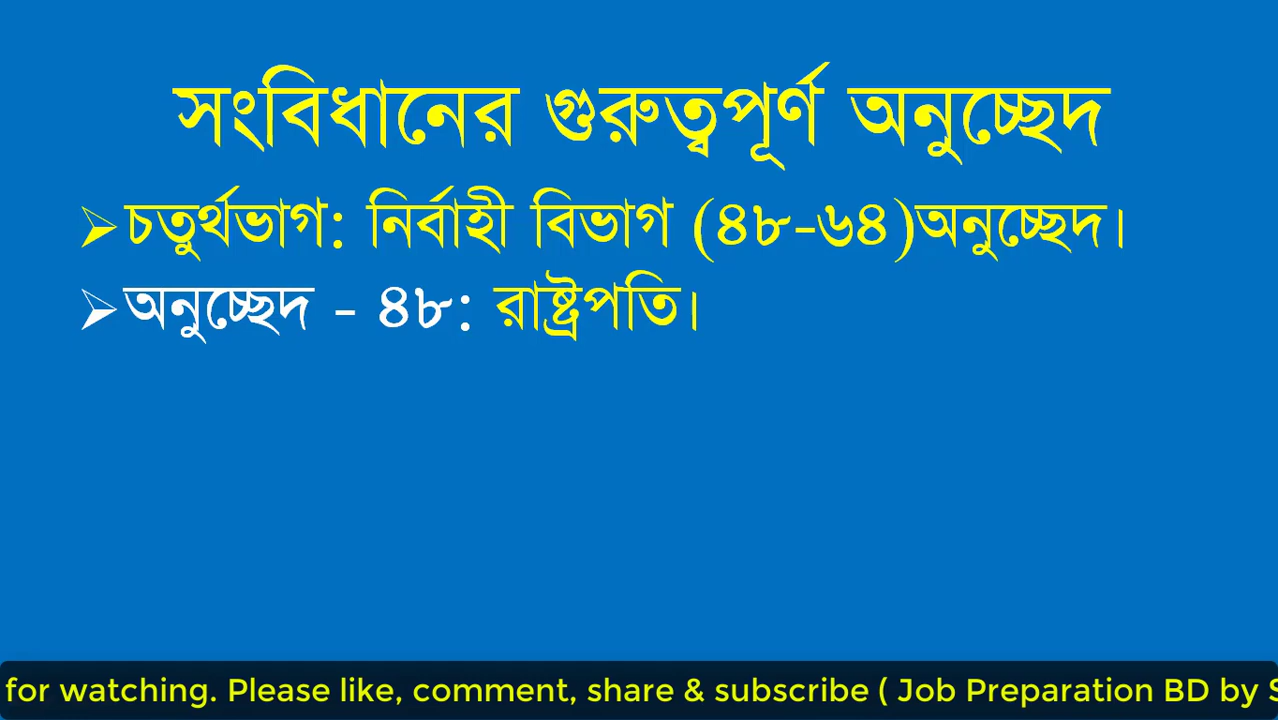 সংবিধানের গুরুত্বপূর্ণ অনুচ্ছেদ
➢চতুর্থভাগ: নির্বাহী বিভাগ (৪৮-৬৪)অনুচ্ছেদ।
➢অনুচ্ছেদ - ৪৮: রাষ্ট্রপতি।
for watching. Please like, comment, share & subscribe ( Job Preparation BD by S